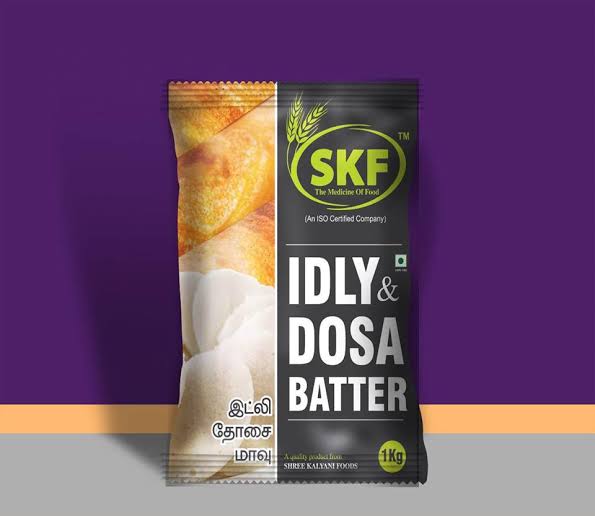 SKF
TM
The Medicine Of Food
(An ISO Certified Company)
IDLY &
DOSA
BATTER
இட்லி
தோசை
மாவு
A quality product from
SHREE KALYANI FOODS
1Kg